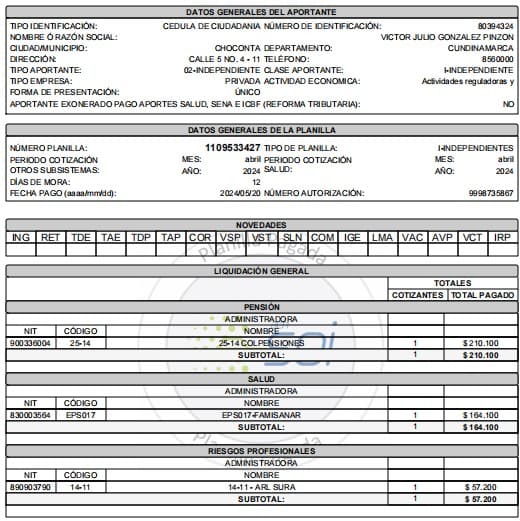 DATOS GENERALES DEL APORTANTE
TIPO IDENTIFICACIÓN: CEDULA DE CIUDADANIA NÚMERO DE IDENTIFICACIÓN: 80394324
NOMBRE Ó RAZÓN SOCIAL: VICTOR JULIO GONZALEZ PINZON
CIUDAD/MUNICIPIO: CHOCONTA DEPARTAMENTO: CUNDINAMARCA
DIRECCIÓN: CALLE 5 NO. 4 - 11 TELÉFONO: 8560000
TIPO APORTANTE: 02-INDEPENDIENTE CLASE APORTANTE: I-INDEPENDIENTE
TIPO EMPRESA: PRIVADA ACTIVIDAD ECONOMICA: Actividades reguladoras y
FORMA DE PRESENTACIÓN: ÚNICO
APORTANTE EXONERADO PAGO APORTES SALUD, SENA E ICBF (REFORMA TRIBUTARIA): NO
DATOS GENERALES DE LA PLANILLA
NÚMERO PLANILLA: 1109533427 TIPO DE PLANILLA: I-INDEPENDIENTES
PERIODO COTIZACIÓN MES: abril PERIODO COTIZACIÓN MES: abril
OTROS SUBSISTEMAS: AÑO: 2024 SALUD: AÑO: 2024
DÍAS DE MORA: 12
FECHA PAGO (aaaa/mm/dd): 2024/05/20 NÚMERO AUTORIZACIÓN: 9998735867
NOVEDADES
ING RET TDE TAE TDP TAP COR VSP VST SLN COM IGE LMA VAC AVP VCT IRP
Planilla Pagada
LIQUIDACIÓN GENERAL
TOTALES
COTIZANTES TOTAL PAGADO
PENSIÓN
ADMINISTRADORA
NIT CÓDIGO NOMBRE
900336004 25-14 25-14 COLPENSIONES 1 $ 210.100
SUBTOTAL: 1 $ 210.100
soi
SALUD
ADMINISTRADORA
NIT CÓDIGO NOMBRE
830003564 EPS017 EPS017-FAMISANAR 1 $ 164.100
SUBTOTAL: 1 $ 164.100
Planilla Pagada
RIESGOS PROFESIONALES
ADMINISTRADORA
NIT CÓDIGO NOMBRE
890903790 14-11 14-11 - ARL SURA 1 $ 57.200
SUBTOTAL: 1 $ 57.200